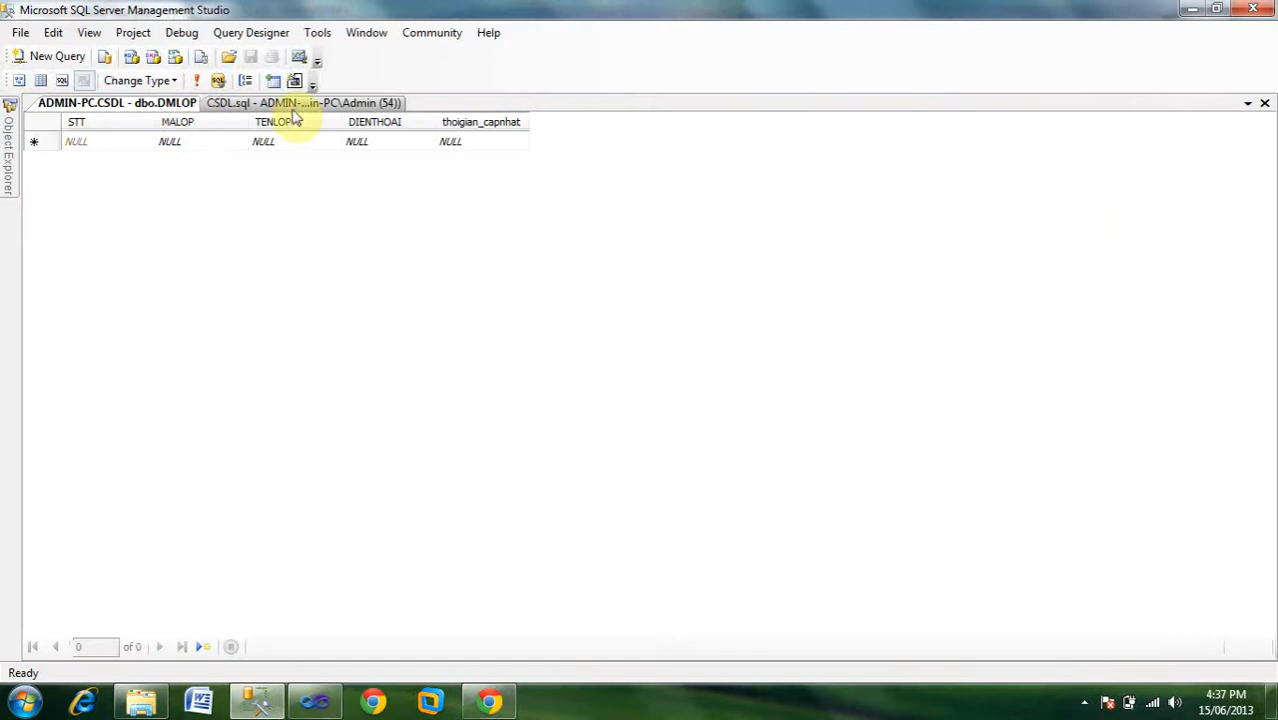 Microsoft SQL Server Management Studio
File Edit View Project Debug Query Designer Tools Window Community Help
New Query
Change Type
ADMIN-PC.CSDL - dbo.DMLOP CSDL.sql - ADMIN-...in-PC\Admin (54))
STT MALOP TENLOP DIENTHOAI thoigian_capnhat
NULL NULL NULL NULL NULL
Object Explorer
0 of 0
Ready
4:37 PM
15/06/2013